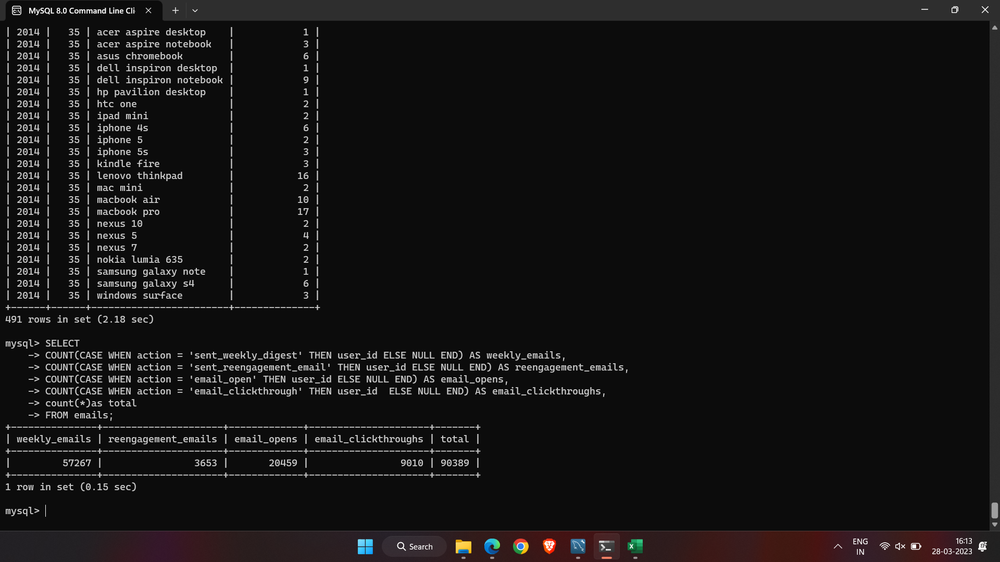 MySQL 8.0 Command Line Cli
| 2014 |   35 | acer aspire desktop    |            1 |
| 2014 |   35 | acer aspire notebook   |            3 |
| 2014 |   35 | asus chromebook        |            6 |
| 2014 |   35 | dell inspiron desktop  |            1 |
| 2014 |   35 | dell inspiron notebook |            9 |
| 2014 |   35 | hp pavilion desktop    |            1 |
| 2014 |   35 | htc one                |            2 |
| 2014 |   35 | ipad mini              |            2 |
| 2014 |   35 | iphone 4s              |            6 |
| 2014 |   35 | iphone 5               |            2 |
| 2014 |   35 | iphone 5s              |            3 |
| 2014 |   35 | kindle fire            |            3 |
| 2014 |   35 | lenovo thinkpad        |           16 |
| 2014 |   35 | mac mini               |            2 |
| 2014 |   35 | macbook air            |           10 |
| 2014 |   35 | macbook pro            |           17 |
| 2014 |   35 | nexus 10               |            2 |
| 2014 |   35 | nexus 5                |            4 |
| 2014 |   35 | nexus 7                |            2 |
| 2014 |   35 | nokia lumia 635        |            2 |
| 2014 |   35 | samsung galaxy note    |            1 |
| 2014 |   35 | samsung galaxy s4      |            6 |
| 2014 |   35 | windows surface        |            3 |
+------+------+------------------------+--------------+
491 rows in set (2.18 sec)
mysql> SELECT
    -> COUNT(CASE WHEN action = 'sent_weekly_digest' THEN user_id ELSE NULL END) AS weekly_emails,
    -> COUNT(CASE WHEN action = 'sent_reengagement_email' THEN user_id ELSE NULL END) AS reengagement_emails,
    -> COUNT(CASE WHEN action = 'email_open' THEN user_id ELSE NULL END) AS email_opens,
    -> COUNT(CASE WHEN action = 'email_clickthrough' THEN user_id  ELSE NULL END) AS email_clickthroughs,
    -> count(*)as total
    -> FROM emails;
+---------------+---------------------+-------------+---------------------+-------+
| weekly_emails | reengagement_emails | email_opens | email_clickthroughs | total |
+---------------+---------------------+-------------+---------------------+-------+
|         57267 |                3653 |       20459 |                9010 | 90389 |
+---------------+---------------------+-------------+---------------------+-------+
1 row in set (0.15 sec)
mysql>
Search
ENG
IN
16:13
28-03-2023